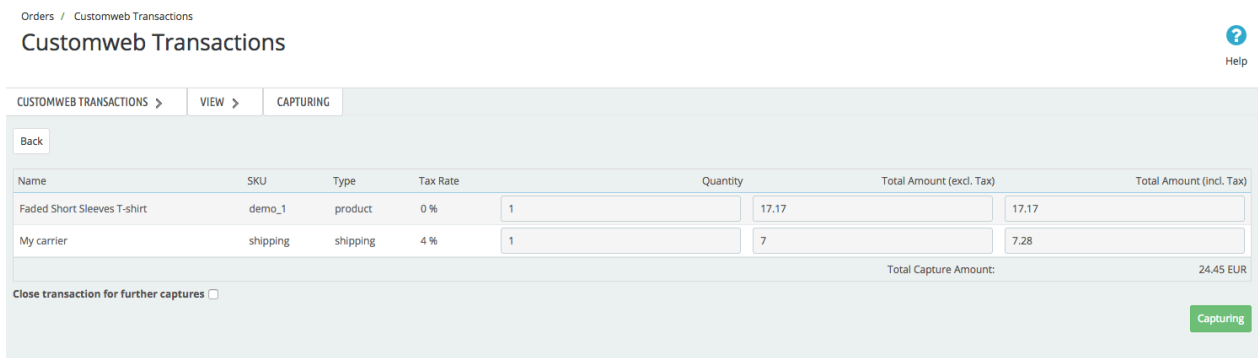 Orders / Customweb Transactions
Customweb Transactions
Help
CUSTOMWEB TRANSACTIONS > VIEW > CAPTURING
Back
Name SKU Type Tax Rate Quantity Total Amount (excl. Tax) Total Amount (incl. Tax)
Faded Short Sleeves T-shirt demo_1 product 0 % 1 17.17 17.17
My carrier shipping shipping 4 % 1 7 7.28
Total Capture Amount: 24.45 EUR
Close transaction for further captures
Capturing